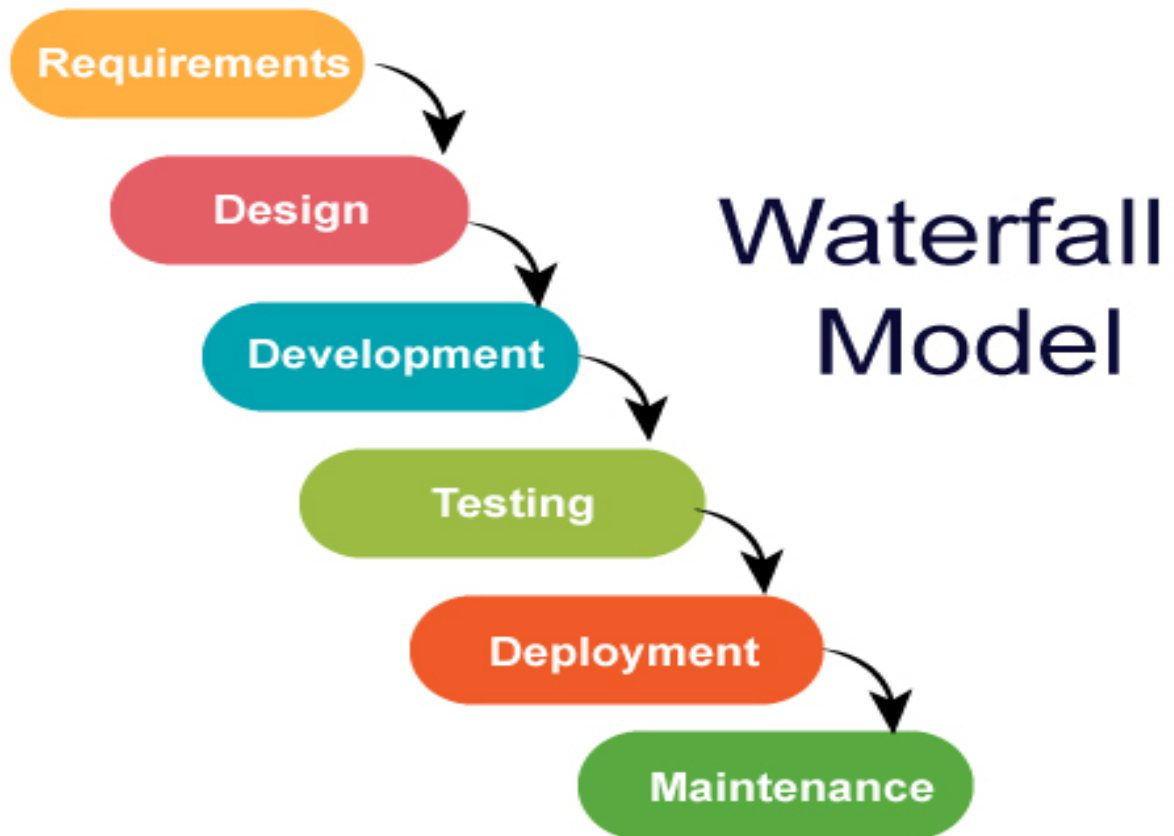 Requirements
Design
Waterfall
Model
Development
Testing
Deployment
Maintenance